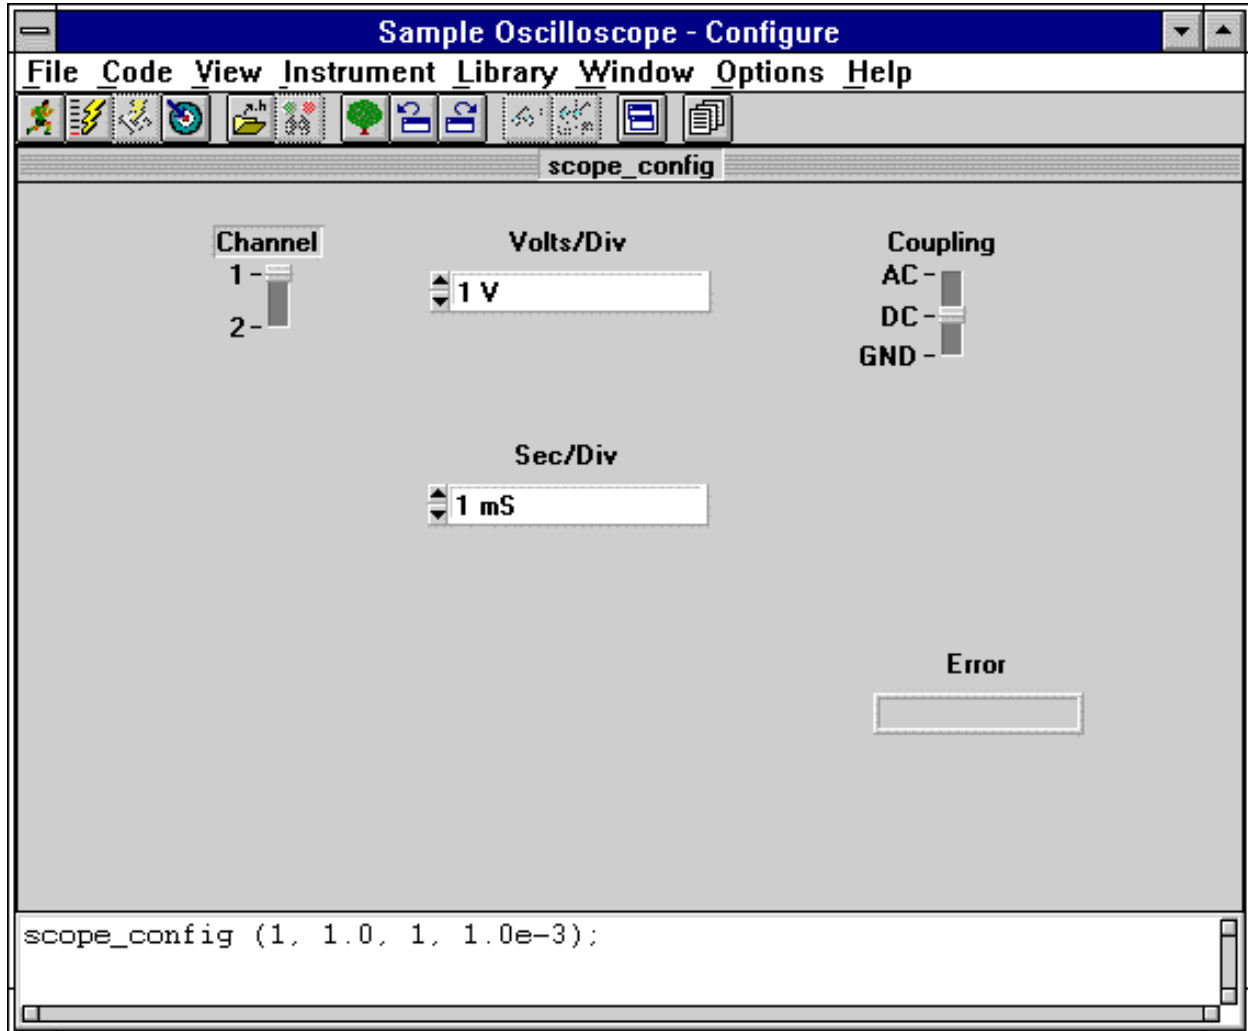 Sample Oscilloscope - Configure
File Code View Instrument Library Window Options Help
scope_config
Channel
1
2
Volts/Div
1 V
Coupling
AC
DC
GND
Sec/Div
1 mS
Error
scope_config (1, 1.0, 1, 1.0e-3);